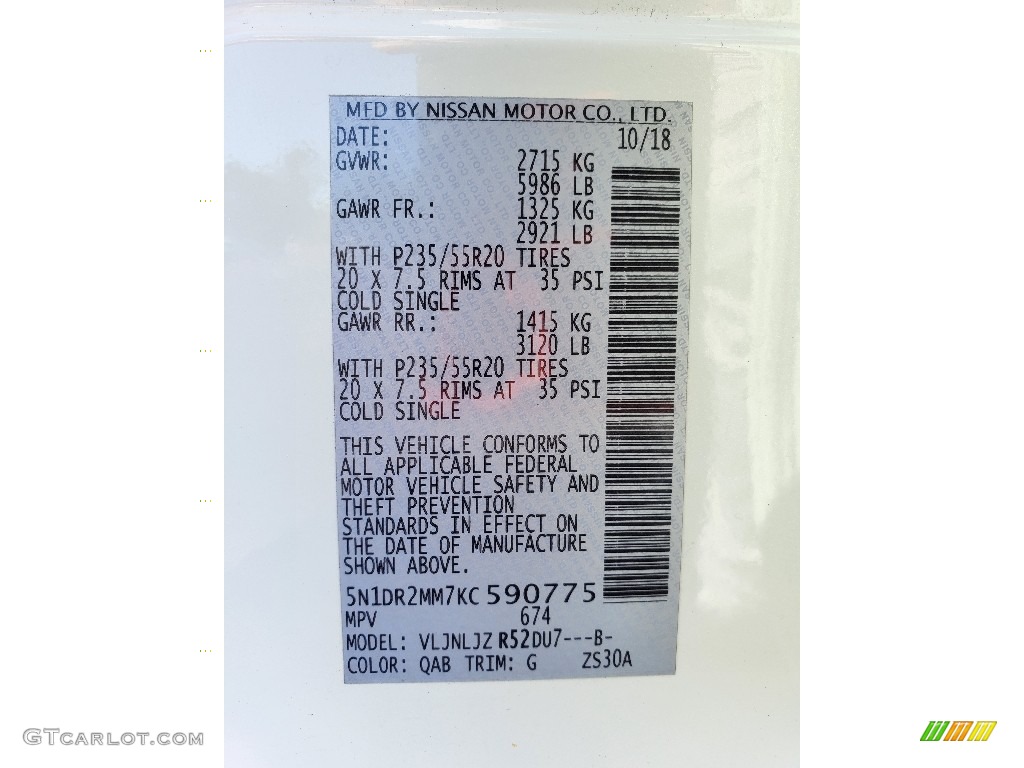 MFD BY NISSAN MOTOR CO., LTD.
DATE: 10/18
GVWR: 2715 KG
5986 LB
GAWR FR.: 1325 KG
2921 LB
WITH P235/55R20 TIRES
20 X 7.5 RIMS AT 35 PSI
COLD SINGLE
GAWR RR.: 1415 KG
3120 LB
WITH P235/55R20 TIRES
20 X 7.5 RIMS AT 35 PSI
COLD SINGLE
THIS VEHICLE CONFORMS TO
ALL APPLICABLE FEDERAL
MOTOR VEHICLE SAFETY AND
THEFT PREVENTION
STANDARDS IN EFFECT ON
THE DATE OF MANUFACTURE
SHOWN ABOVE.
5N1DR2MM7KC 590775
MPV 674
MODEL: VLJNLJZ R52DU7---B-
COLOR: QAB TRIM: G ZS30A
GTCARLOT.COM